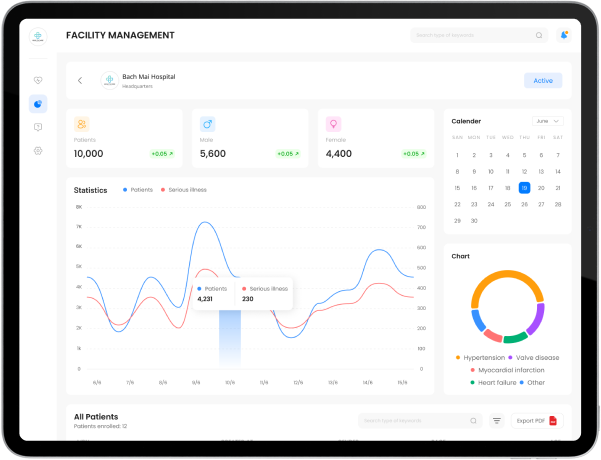 FACILITY MANAGEMENT
Search type of keywords
Bach Mai Hospital
Headquarters
Active
Patients
10,000
+0.05
Male
5,600
+0.05
Female
4,400
+0.05
Calender
June
SUN MON TUE WED THU FRI SAT
1 2 3 4 5 6 7
8 9 10 11 12 13 14
15 16 17 18 19 20 21
22 23 24 25 26 27 28
29 30
Statistics
Patients
Serious illness
8K
7K
6K
5K
4K
3K
2K
1k
0
800
700
600
500
400
300
200
100
0
Patients
4,231
Serious illness
230
6/6 7/6 8/6 9/6 10/6 11/6 12/6 13/6 14/6 15/6
Chart
Hypertension
Valve disease
Myocardial infarction
Heart failure
Other
All Patients
Patients enrolled: 12
Search type of keywords
Export PDF